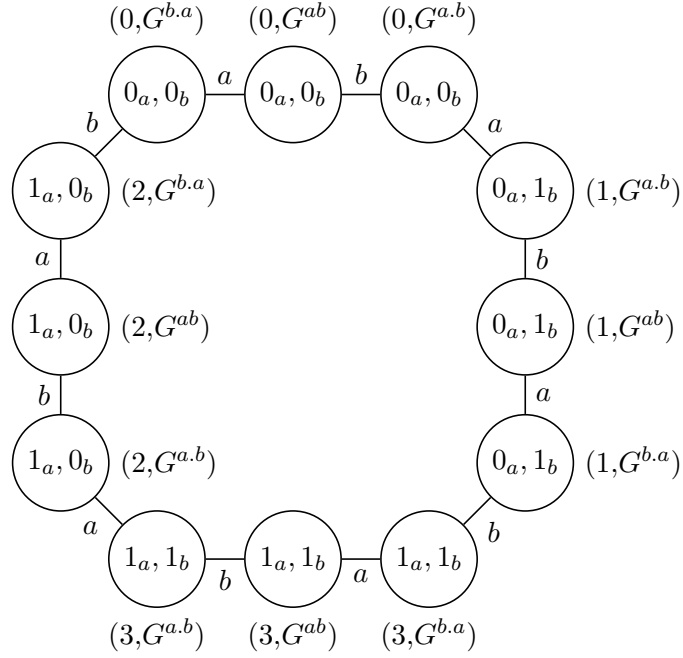 (0,G^{b.a}) (0,G^{ab}) (0,G^{a.b})
a b
0_a, 0_b 0_a, 0_b 0_a, 0_b
b a
1_a, 0_b (2,G^{b.a}) 0_a, 1_b (1,G^{a.b})
a b
1_a, 0_b (2,G^{ab}) 0_a, 1_b (1,G^{ab})
b a
1_a, 0_b (2,G^{a.b}) 0_a, 1_b (1,G^{b.a})
a b
1_a, 1_b 1_a, 1_b 1_a, 1_b
b a
(3,G^{a.b}) (3,G^{ab}) (3,G^{b.a})